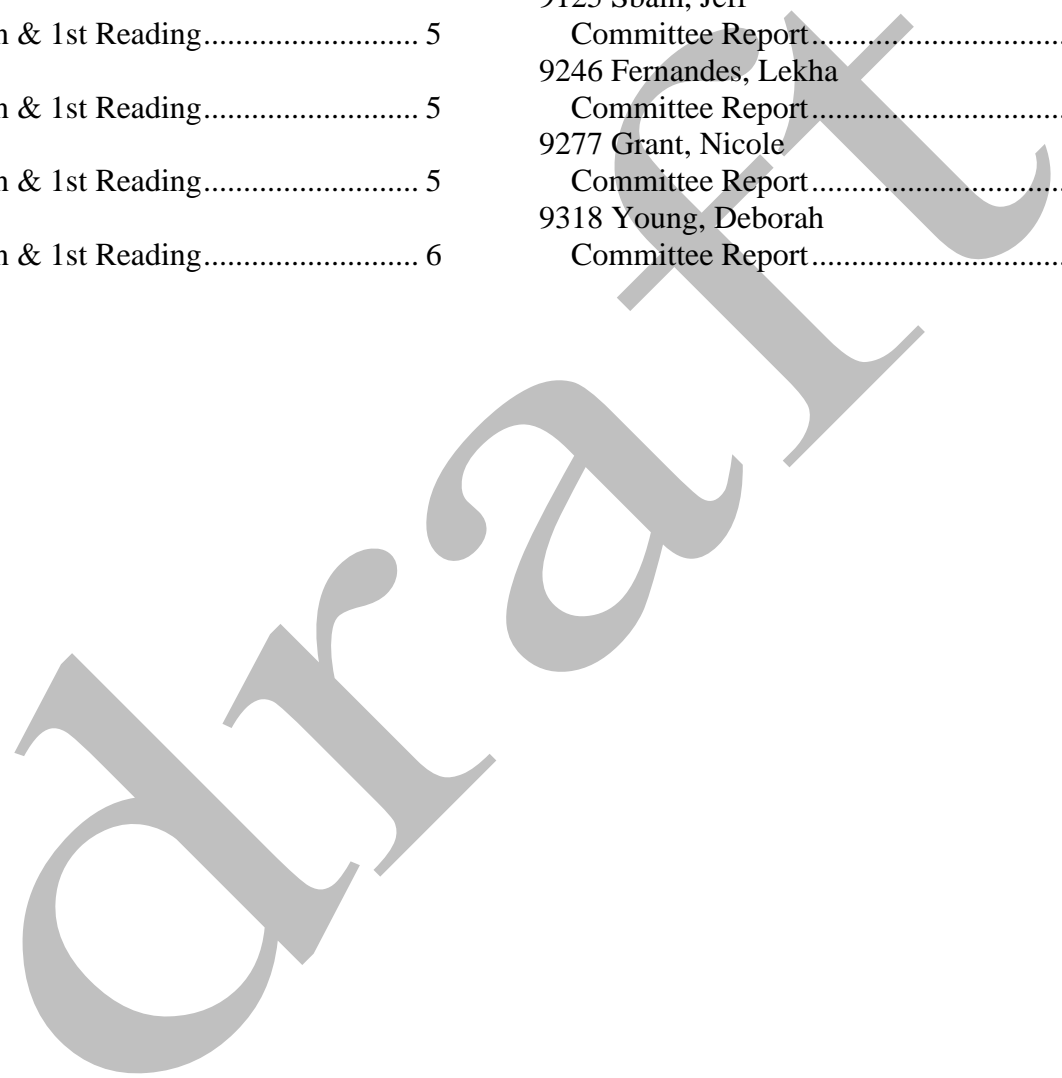 n & 1st Reading.......................... 5
n & 1st Reading.......................... 5
n & 1st Reading.......................... 5
n & 1st Reading.......................... 6
Committee Report...............................
9246 Fernandes, Lekha
Committee Report...............................
9277 Grant, Nicole
Committee Report...............................
9318 Young, Deborah
Committee Report...............................
draft